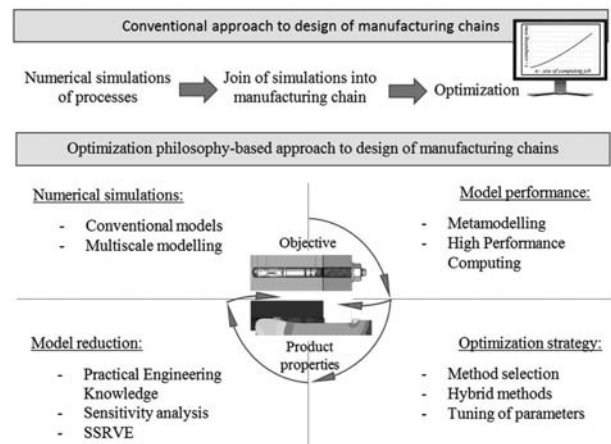 Conventional approach to design of manufacturing chains
Numerical simulations
of processes
Join of simulations into
manufacturing chain
Optimization
Optimization philosophy-based approach to design of manufacturing chains
Numerical simulations:
- Conventional models
- Multiscale modelling
Model performance:
- Metamodelling
- High Performance
Computing
Objective
Product
properties
Model reduction:
- Practical Engineering
Knowledge
- Sensitivity analysis
- SSRVE
Optimization strategy:
- Method selection
- Hybrid methods
- Tuning of parameters